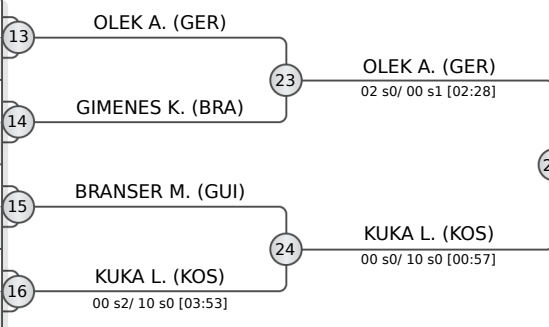 OLEK A. (GER)
13
23
OLEK A. (GER)
02 s0/ 00 s1 [02:28]
GIMENES K. (BRA)
14
BRANSER M. (GUI)
15
24
KUKA L. (KOS)
00 s0/ 10 s0 [00:57]
KUKA L. (KOS)
16
00 s2/ 10 s0 [03:53]